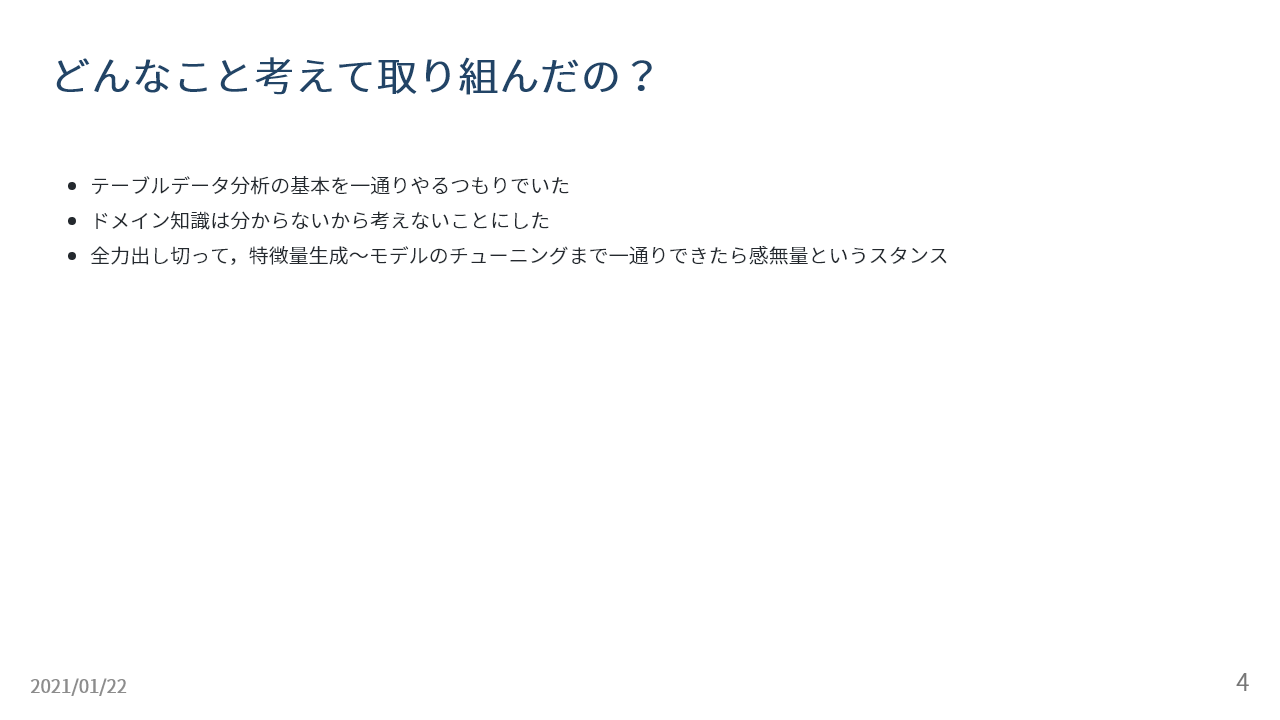 どんなこと考えて取り組んだの？
テーブルデータ分析の基本を一通りやるつもりでいた
ドメイン知識は分からないから考えないことにした
全力出し切って，特徴量生成〜モデルのチューニングまで一通りできたら感無量というスタンス
2021/01/22
4